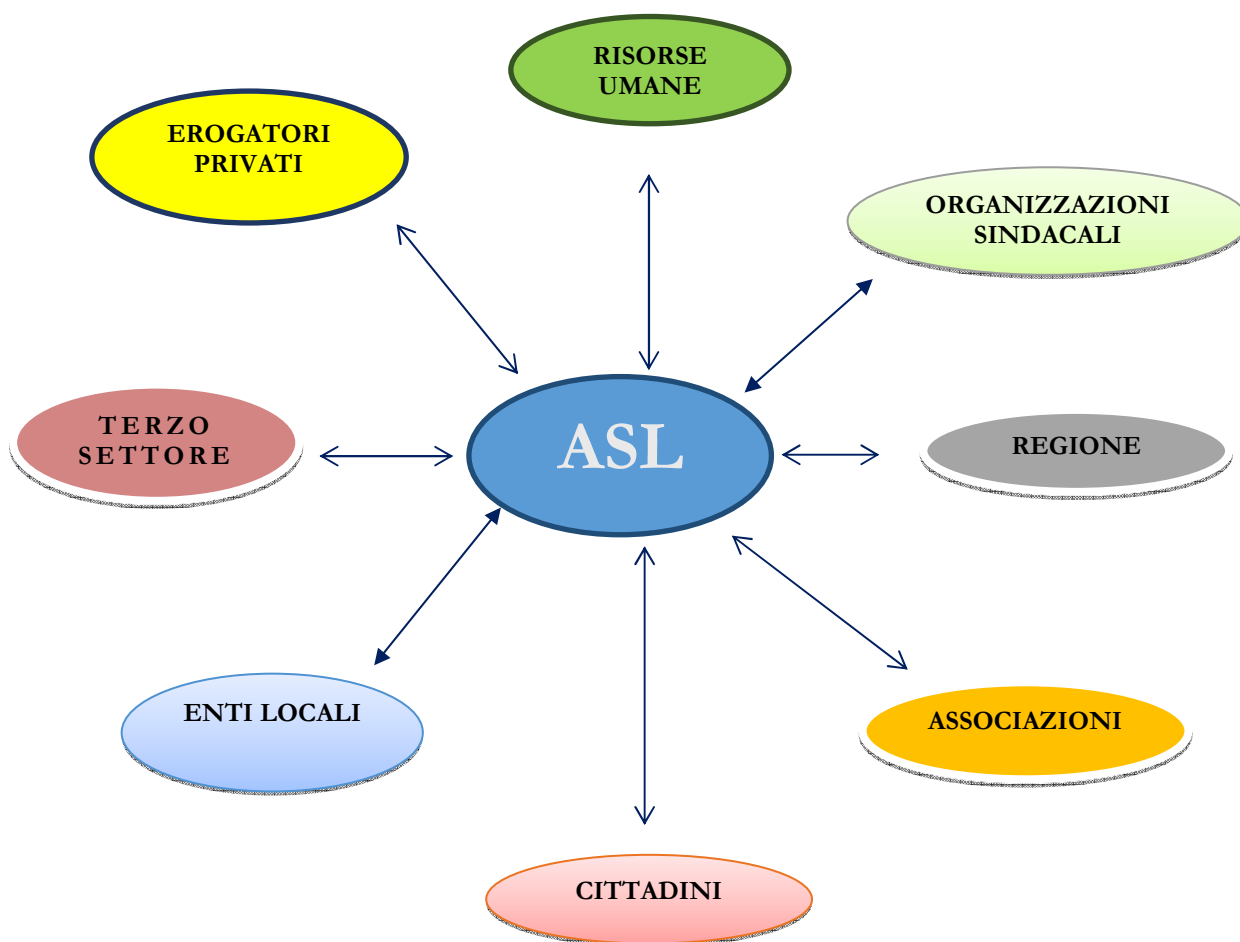 RISORSE
UMANE
EROGATORI
PRIVATI
ORGANIZZAZIONI
SINDACALI
TERZO
SETTORE
ASL
REGIONE
ENTI LOCALI
ASSOCIAZIONI
CITTADINI